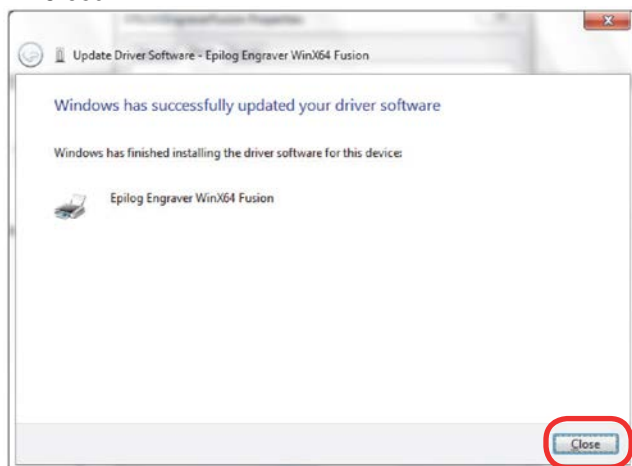 Update Driver Software - Epilog Engraver WinX64 Fusion
Windows has successfully updated your driver software
Windows has finished installing the driver software for this device:
Epilog Engraver WinX64 Fusion
Close